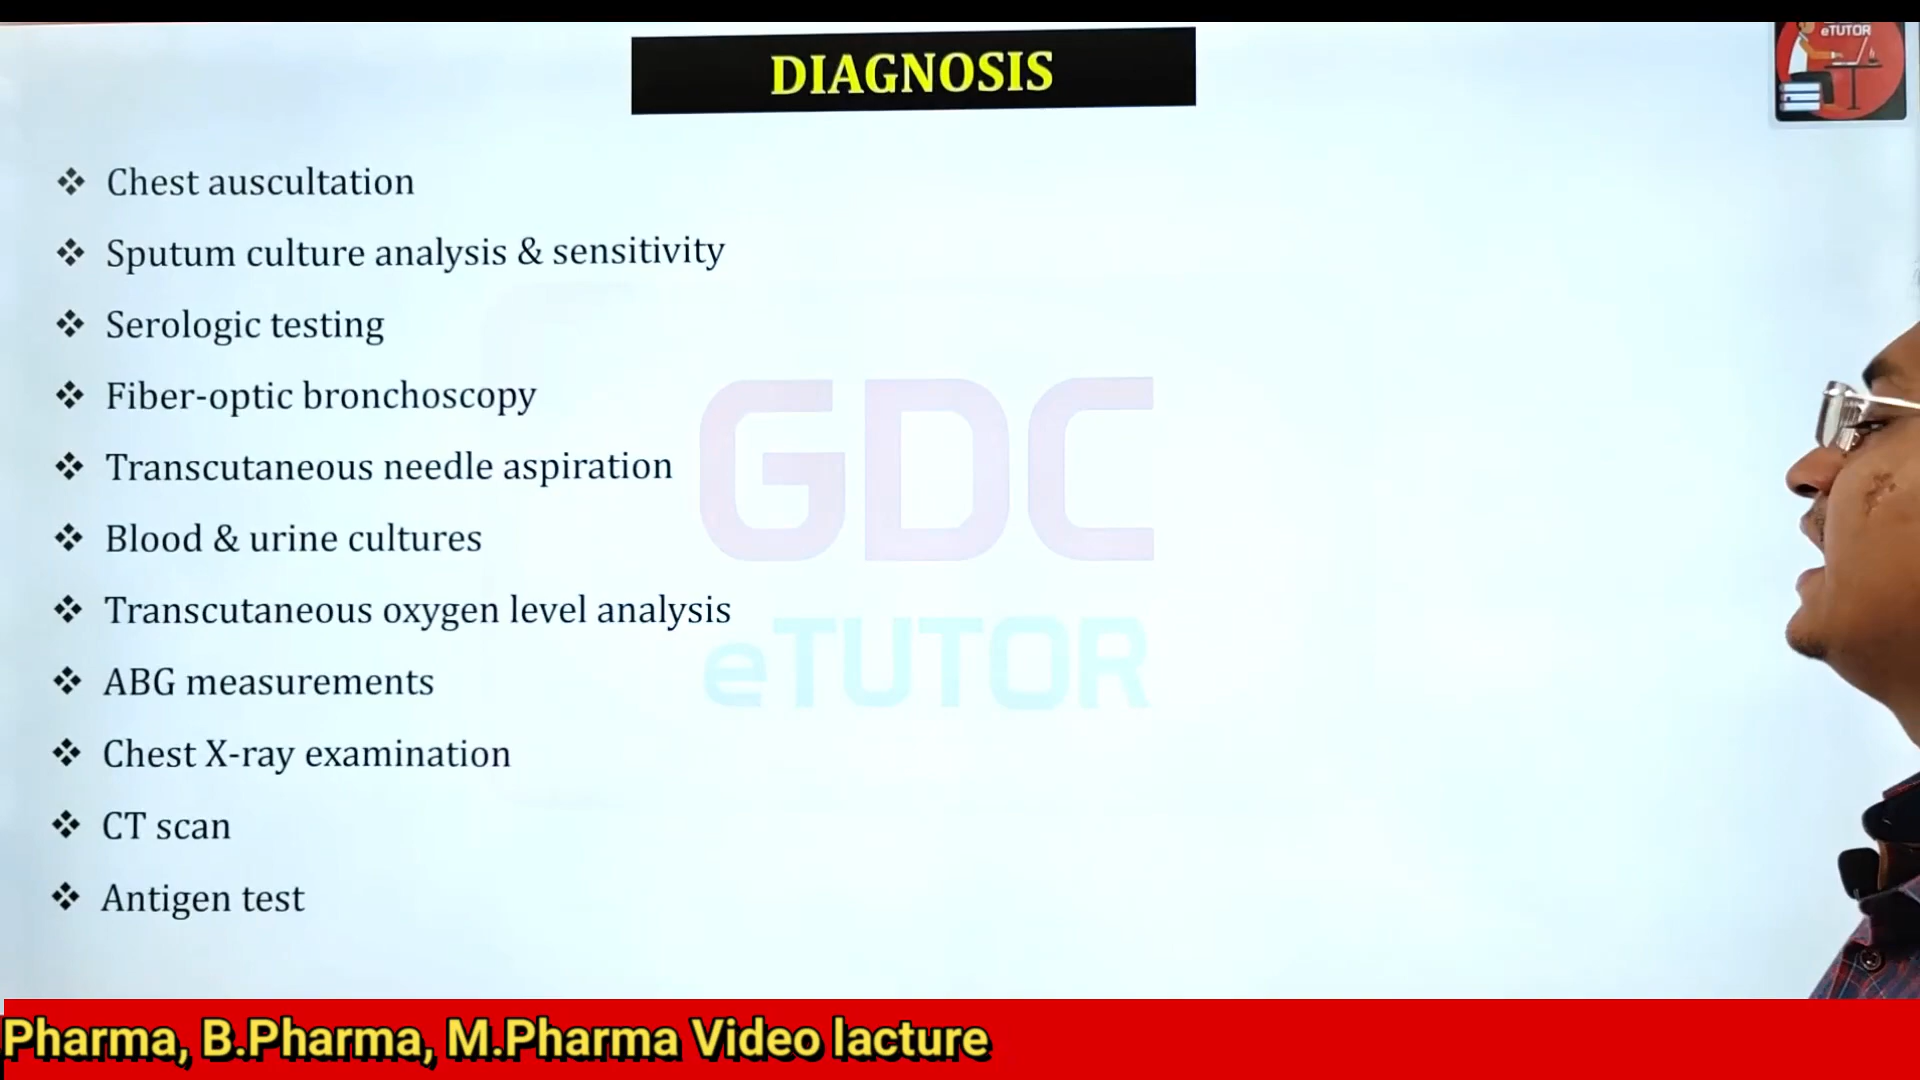 eTUTOR
DIAGNOSIS
❖ Chest auscultation
❖ Sputum culture analysis & sensitivity
❖ Serologic testing
❖ Fiber-optic bronchoscopy
❖ Transcutaneous needle aspiration
❖ Blood & urine cultures
❖ Transcutaneous oxygen level analysis
❖ ABG measurements
❖ Chest X-ray examination
❖ CT scan
❖ Antigen test
GDC
eTUTOR
Pharma, B.Pharma, M.Pharma Video lacture